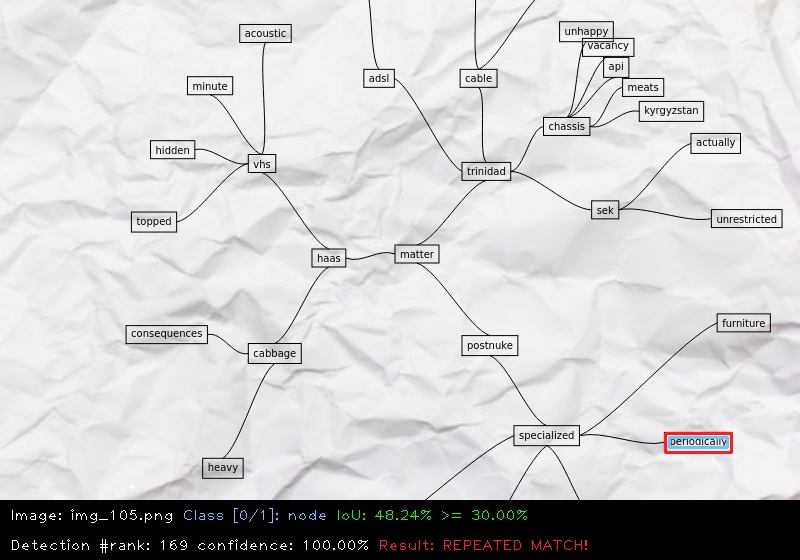 unhappy
acoustic
vacancy
api
adsl
cable
minute
meats
kyrgyzstan
chassis
actually
hidden
vhs
trinidad
sek
topped
unrestricted
haas
matter
furniture
consequences
postnuke
cabbage
specialized
periodically
heavy
Image: img_105.png Class [0/1]: node IoU: 48.24% >= 30.00%
Detection #rank: 169 confidence: 100.00% Result: REPEATED MATCH!